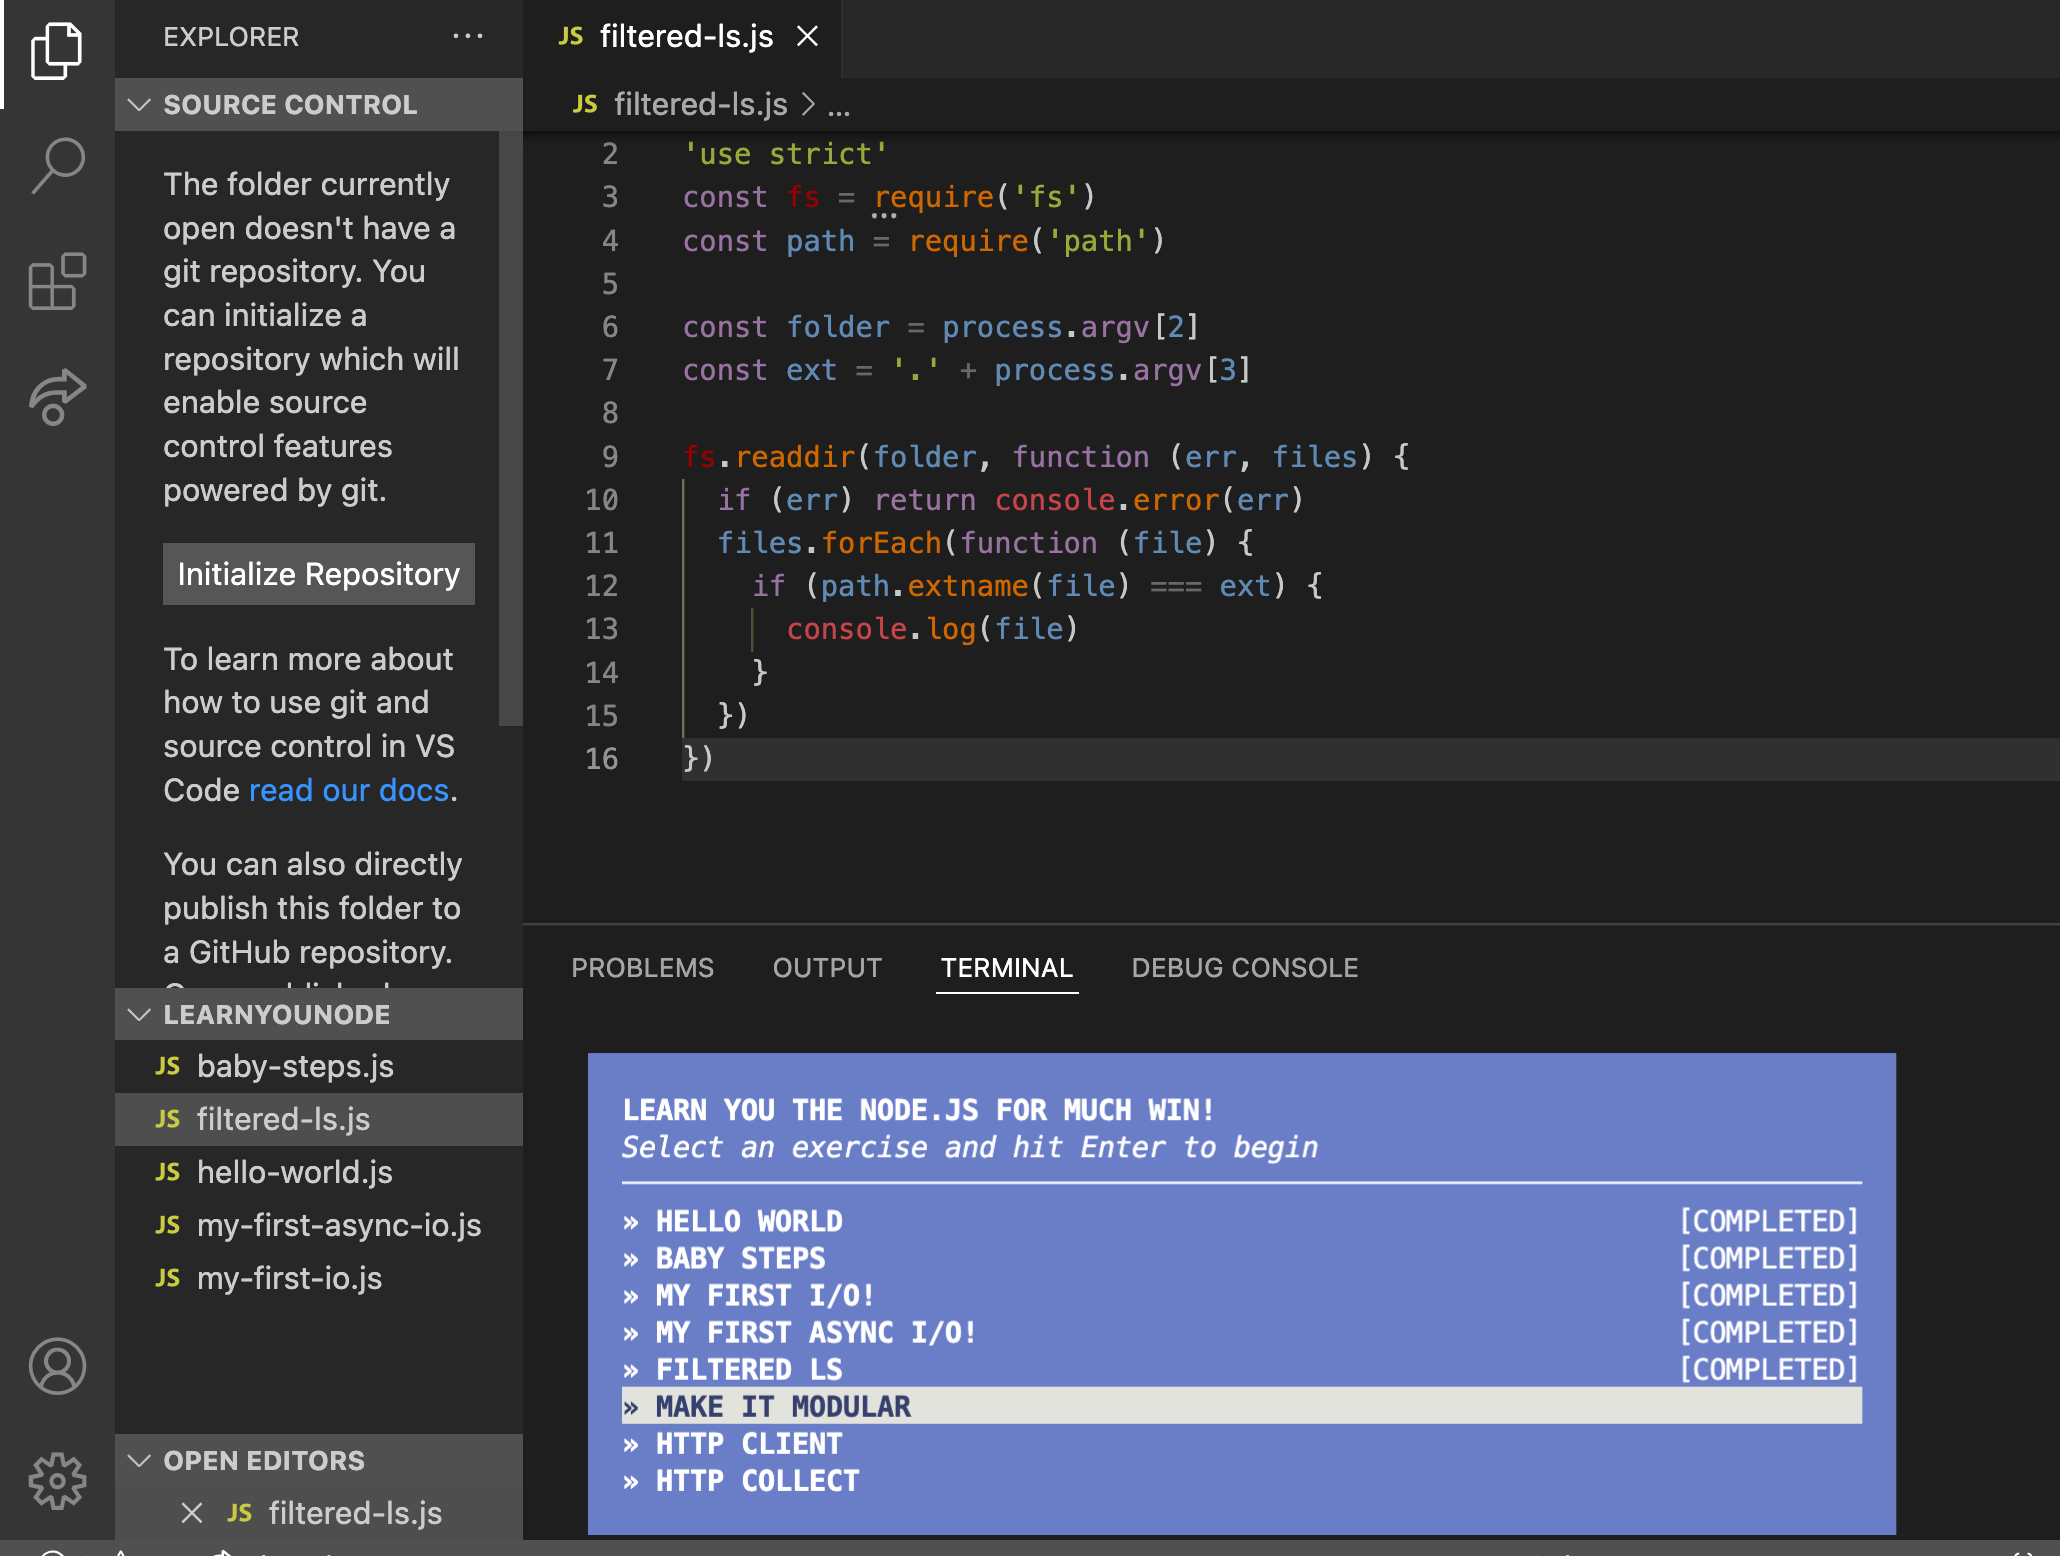 EXPLORER
SOURCE CONTROL
The folder currently
open doesn't have a
git repository. You
can initialize a
repository which will
enable source
control features
powered by git.
Initialize Repository
To learn more about
how to use git and
source control in VS
Code read our docs.
You can also directly
publish this folder to
a GitHub repository.
LEARNYOUNODE
JS baby-steps.js
JS filtered-ls.js
JS hello-world.js
JS my-first-async-io.js
JS my-first-io.js
OPEN EDITORS
JS filtered-ls.js
JS filtered-ls.js
JS filtered-ls.js > ...
2 'use strict'
3 const fs = require('fs')
4 const path = require('path')
5
6 const folder = process.argv[2]
7 const ext = '.' + process.argv[3]
8
9 fs.readdir(folder, function (err, files) {
10 if (err) return console.error(err)
11 files.forEach(function (file) {
12 if (path.extname(file) === ext) {
13 console.log(file)
14 }
15 })
16 })
PROBLEMS OUTPUT TERMINAL DEBUG CONSOLE
LEARN YOU THE NODE.JS FOR MUCH WIN!
Select an exercise and hit Enter to begin
» HELLO WORLD [COMPLETED]
» BABY STEPS [COMPLETED]
» MY FIRST I/O! [COMPLETED]
» MY FIRST ASYNC I/O! [COMPLETED]
» FILTERED LS [COMPLETED]
» MAKE IT MODULAR
» HTTP CLIENT
» HTTP COLLECT